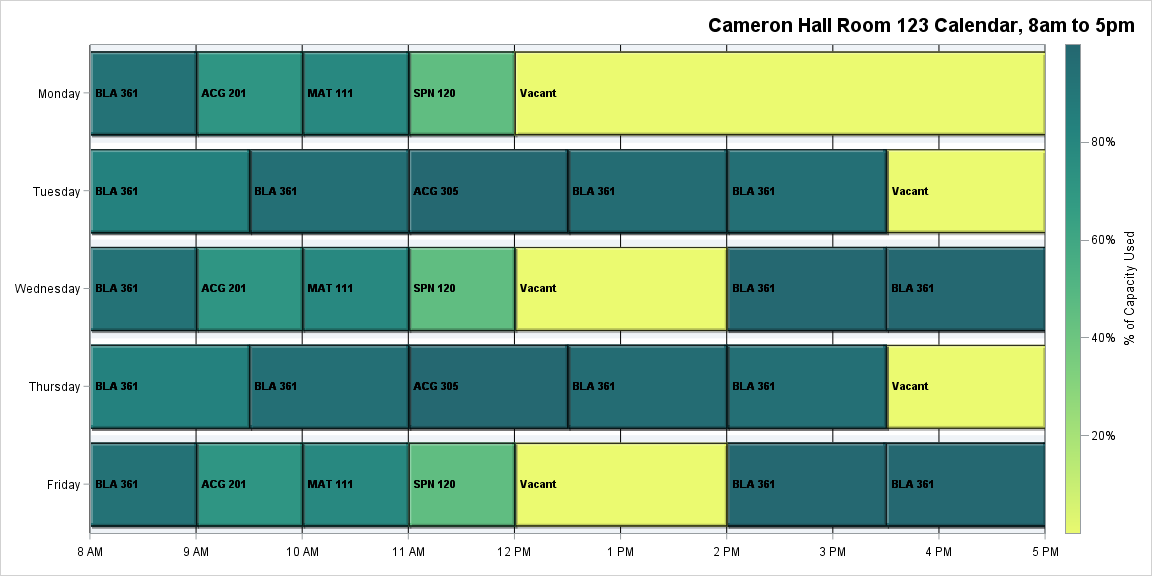 Cameron Hall Room 123 Calendar, 8am to 5pm
Monday
BLA 361
ACG 201
MAT 111
SPN 120
Vacant
Tuesday
BLA 361
BLA 361
ACG 305
BLA 361
BLA 361
Vacant
Wednesday
BLA 361
ACG 201
MAT 111
SPN 120
Vacant
BLA 361
BLA 361
Thursday
BLA 361
BLA 361
ACG 305
BLA 361
BLA 361
Vacant
Friday
BLA 361
ACG 201
MAT 111
SPN 120
Vacant
BLA 361
BLA 361
8 AM
9 AM
10 AM
11 AM
12 PM
1 PM
2 PM
3 PM
4 PM
5 PM
80%
60%
40%
20%
% of Capacity Used